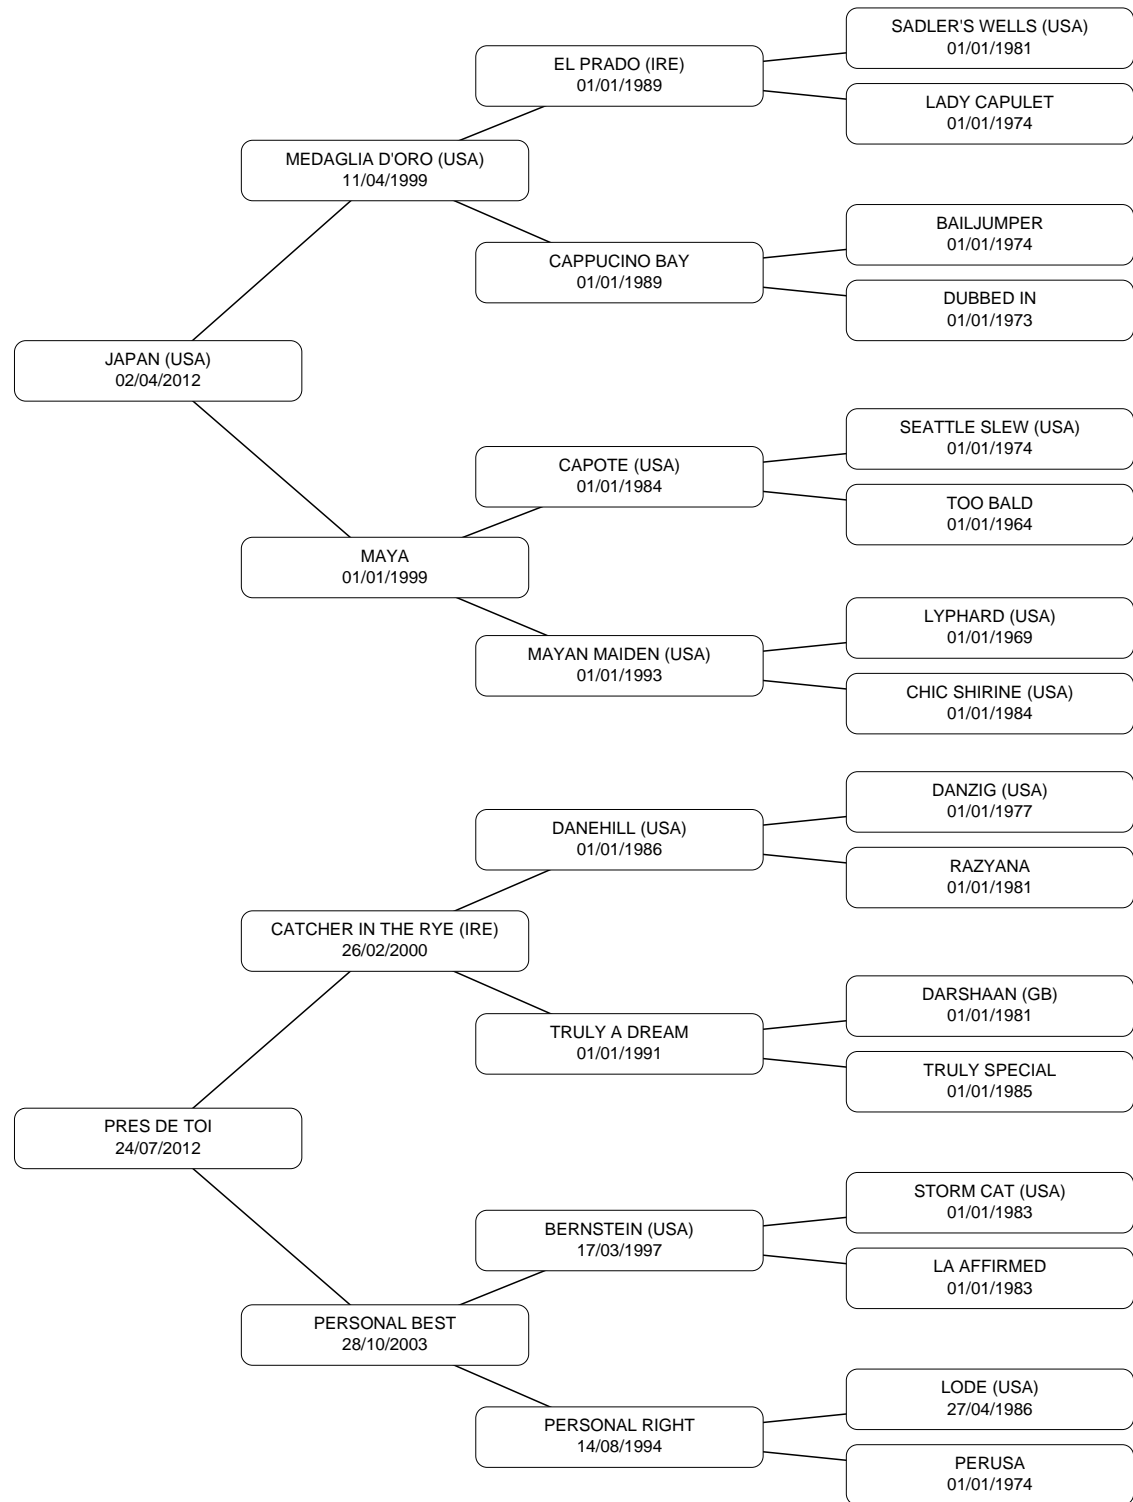 SADLER'S WELLS (USA)
01/01/1981
EL PRADO (IRE)
01/01/1989
LADY CAPULET
01/01/1974
MEDAGLIA D'ORO (USA)
11/04/1999
BAILJUMPER
01/01/1974
CAPPUCINO BAY
01/01/1989
DUBBED IN
01/01/1973
JAPAN (USA)
02/04/2012
SEATTLE SLEW (USA)
01/01/1974
CAPOTE (USA)
01/01/1984
TOO BALD
01/01/1964
MAYA
01/01/1999
LYPHARD (USA)
01/01/1969
MAYAN MAIDEN (USA)
01/01/1993
CHIC SHIRINE (USA)
01/01/1984
DANZIG (USA)
01/01/1977
DANEHILL (USA)
01/01/1986
RAZYANA
01/01/1981
CATCHER IN THE RYE (IRE)
26/02/2000
DARSHAAN (GB)
01/01/1981
TRULY A DREAM
01/01/1991
TRULY SPECIAL
01/01/1985
PRES DE TOI
24/07/2012
STORM CAT (USA)
01/01/1983
BERNSTEIN (USA)
17/03/1997
LA AFFIRMED
01/01/1983
PERSONAL BEST
28/10/2003
LODE (USA)
27/04/1986
PERSONAL RIGHT
14/08/1994
PERUSA
01/01/1974